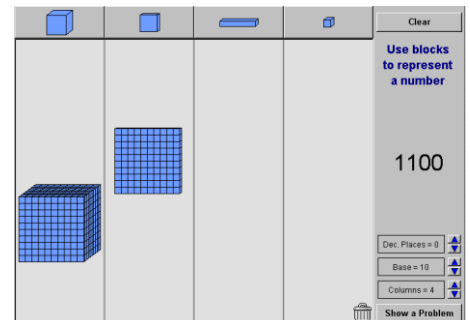 Clear
Use blocks
to represent
a number
1100
Dec. Places = 0
Base = 10
Columns = 4
Show a Problem